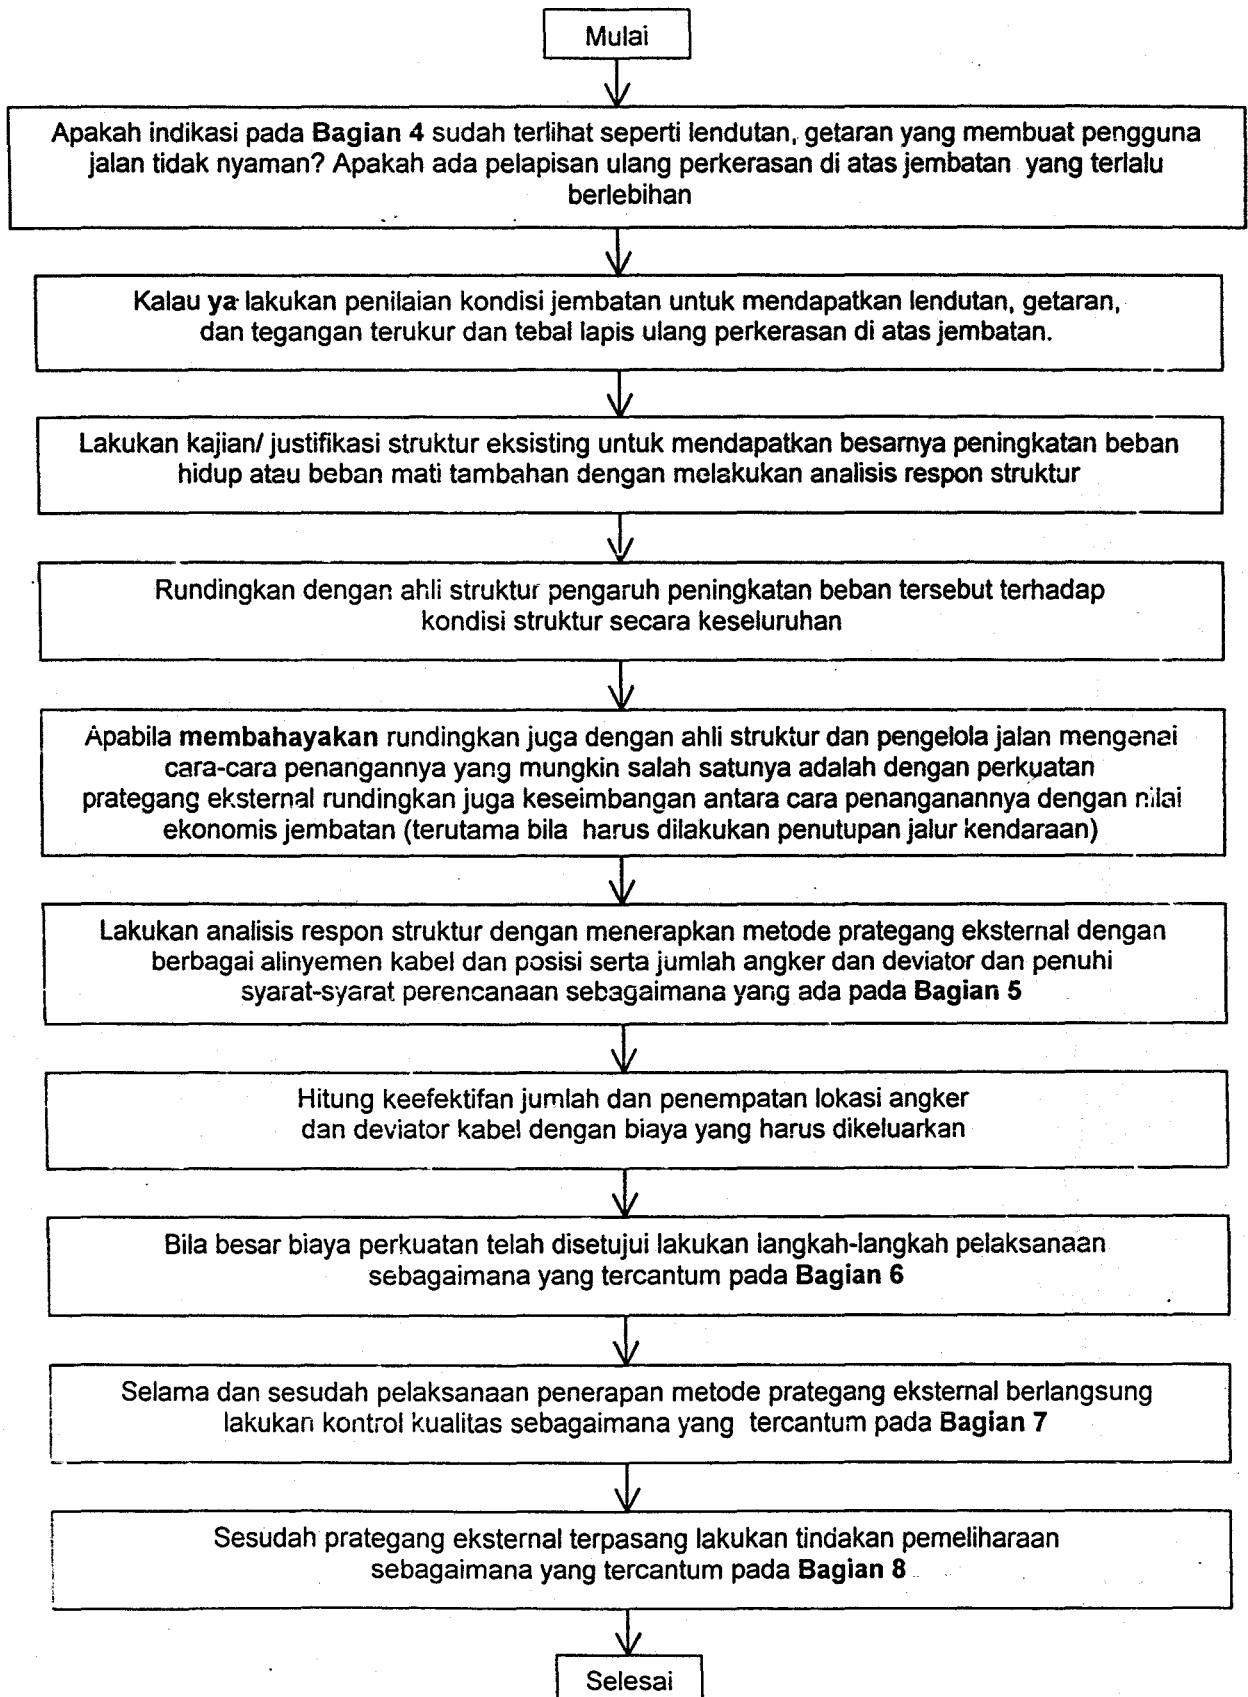 Mulai
Apakah indikasi pada Bagian 4 sudah terlihat seperti lendutan, getaran yang membuat pengguna
jalan tidak nyaman? Apakah ada pelapisan ulang perkerasan di atas jembatan yang terlalu
berlebihan
Kalau ya lakukan penilaian kondisi jembatan untuk mendapatkan lendutan, getaran,
dan tegangan terukur dan tebal lapis ulang perkerasan di atas jembatan.
Lakukan kajian/ justifikasi struktur eksisting untuk mendapatkan besarnya peningkatan beban
hidup atau beban mati tambahan dengan melakukan analisis respon struktur
Rundingkan dengan ahli struktur pengaruh peningkatan beban tersebut terhadap
kondisi struktur secara keseluruhan
Apabila membahayakan rundingkan juga dengan ahli struktur dan pengelola jalan mengenai
cara-cara penangannya yang mungkin salah satunya adalah dengan perkuatan
prategang eksternal rundingkan juga keseimbangan antara cara penanganannya dengan nilai
ekonomis jembatan (terutama bila harus dilakukan penutupan jalur kendaraan)
Lakukan analisis respon struktur dengan menerapkan metode prategang eksternal dengan
berbagai alinyemen kabel dan posisi serta jumlah angker dan deviator dan penuhi
syarat-syarat perencanaan sebagaimana yang ada pada Bagian 5
Hitung keefektifan jumlah dan penempatan lokasi angker
dan deviator kabel dengan biaya yang harus dikeluarkan
Bila besar biaya perkuatan telah disetujui lakukan langkah-langkah pelaksanaan
sebagaimana yang tercantum pada Bagian 6
Selama dan sesudah pelaksanaan penerapan metode prategang eksternal berlangsung
lakukan kontrol kualitas sebagaimana yang tercantum pada Bagian 7
Sesudah prategang eksternal terpasang lakukan tindakan pemeliharaan
sebagaimana yang tercantum pada Bagian 8
Selesai